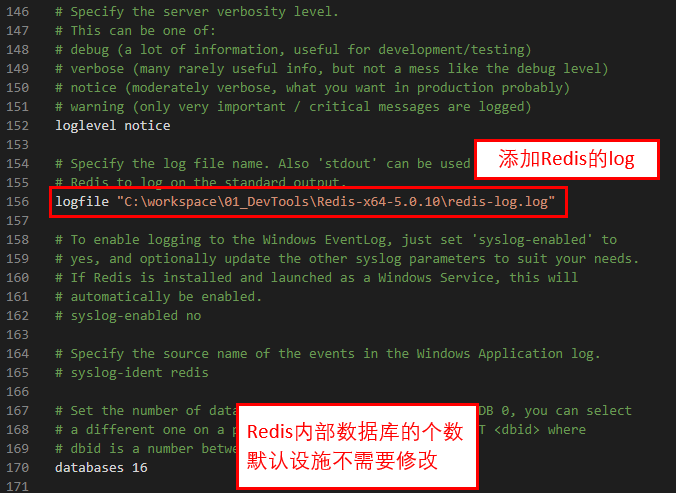 146 # Specify the server verbosity level.
147 # This can be one of:
148 # debug (a lot of information, useful for development/testing)
149 # verbose (many rarely useful info, but not a mess like the debug level)
150 # notice (moderately verbose, what you want in production probably)
151 # warning (only very important / critical messages are logged)
152 loglevel notice
153
154 # Specify the log file name. Also 'stdout' can be used
添加Redis的log
155 # Redis to log on the standard output.
156 logfile "C:\workspace\01_DevTools\Redis-x64-5.0.10\redis-log.log"
157
158 # To enable logging to the Windows EventLog, just set 'syslog-enabled' to
159 # yes, and optionally update the other syslog parameters to suit your needs.
160 # If Redis is installed and launched as a Windows Service, this will
161 # automatically be enabled.
162 # syslog-enabled no
163
164 # Specify the source name of the events in the Windows Application log.
165 # syslog-ident redis
166
167 # Set the number of data DB 0, you can select
168 # a different one on a p T <dbid> where
169 # dbid is a number betwe
Redis内部数据库的个数
默认设施不需要修改
170 databases 16
171